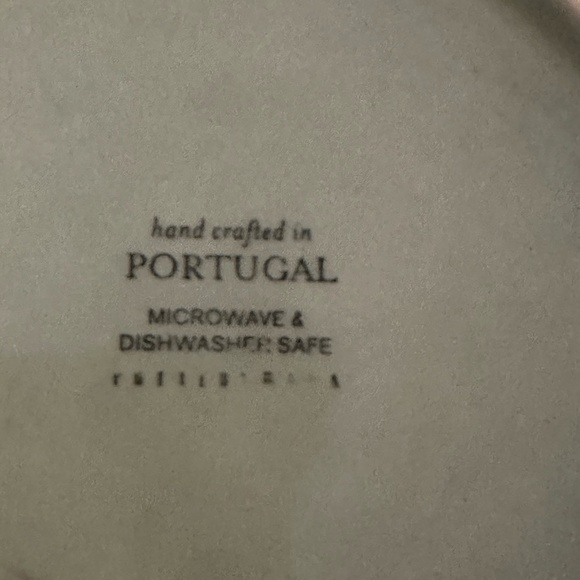 hand crafted in
PORTUGAL
MICROWAVE &
DISHWASHER SAFE